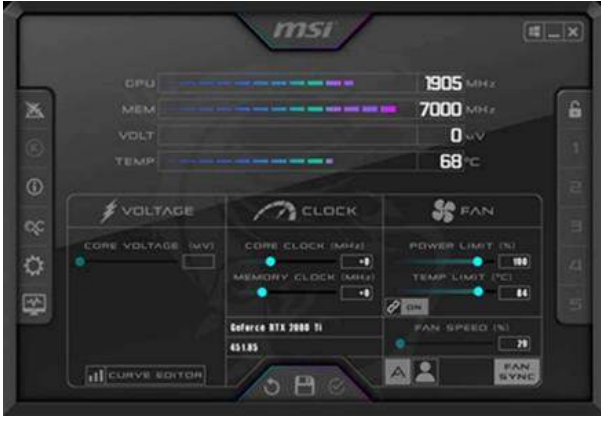 msi
GPU 1905 MHz
MEM 7000 MHz
VOLT 0 uV
TEMP 68 °C
K
1
2
3
4
5
VOLTAGE
CLOCK
FAN
CORE VOLTAGE (MV)
CORE CLOCK (MHz)
+0
POWER LIMIT (%)
100
MEMORY CLOCK (MHz)
+0
TEMP LIMIT (°C)
84
ON
GeForce RTX 2080 Ti
451.85
FAN SPEED (%)
29
CURVE EDITOR
A
FAN
SYNC